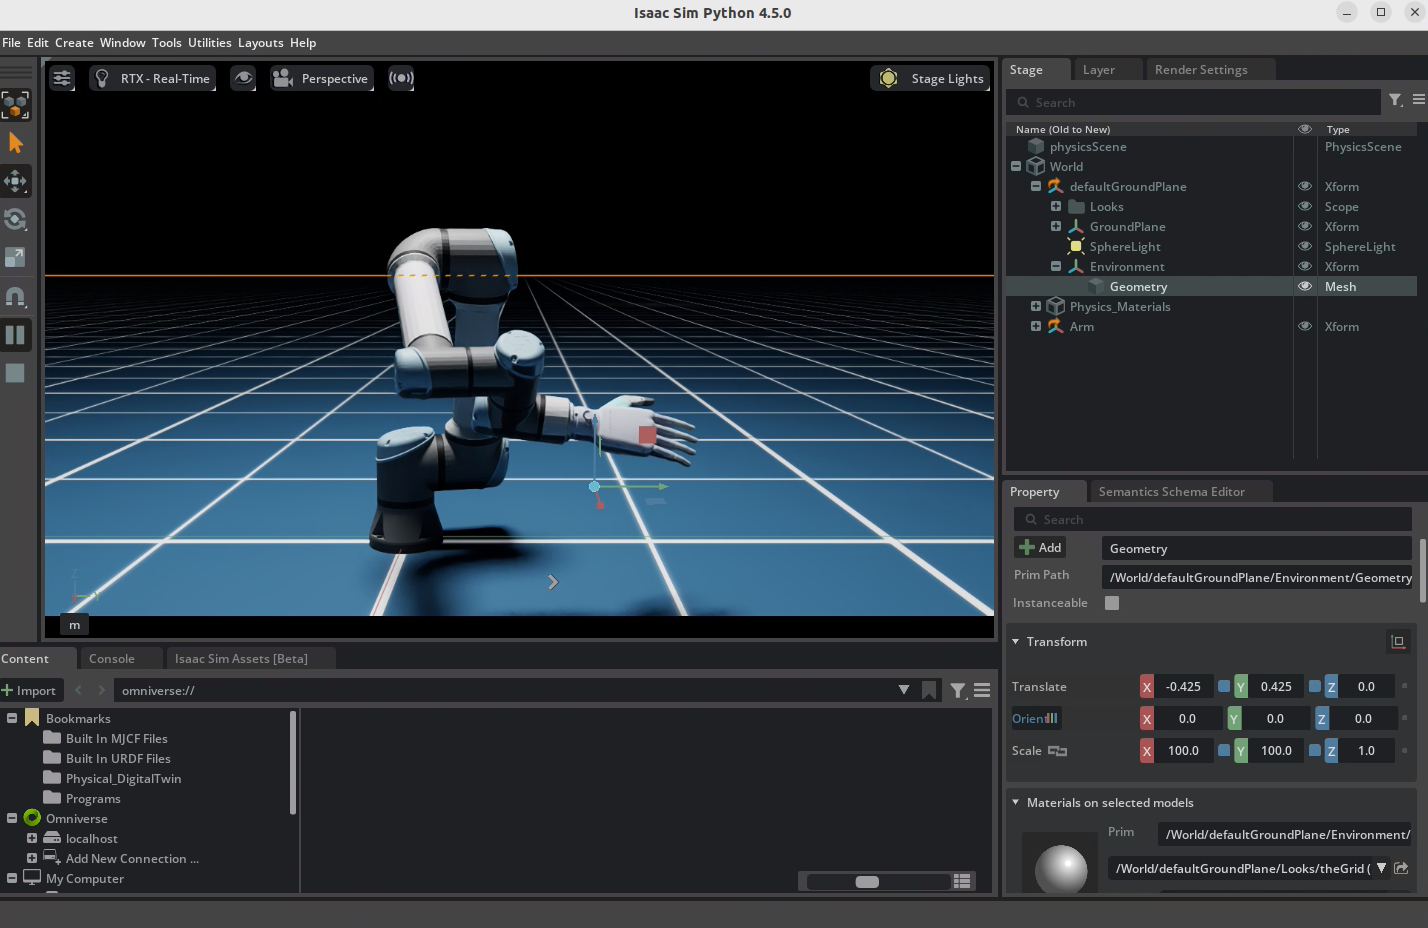 Isaac Sim Python 4.5.0
File Edit Create Window Tools Utilities Layouts Help
RTX - Real-Time
Perspective
Stage Lights
m
Stage Layer Render Settings
Search
Name (Old to New) Type
physicsScene PhysicsScene
World
defaultGroundPlane Xform
Looks Scope
GroundPlane Xform
SphereLight SphereLight
Environment Xform
Geometry Mesh
Physics_Materials
Arm Xform
Property Semantics Schema Editor
Search
Add Geometry
Prim Path /World/defaultGroundPlane/Environment/Geometry
Instanceable
Transform
Translate X -0.425 Y 0.425 Z 0.0
Orient X 0.0 Y 0.0 Z 0.0
Scale X 100.0 Y 100.0 Z 1.0
Materials on selected models
Prim /World/defaultGroundPlane/Environment/
/World/defaultGroundPlane/Looks/theGrid (
Content Console Isaac Sim Assets [Beta]
Import omniverse://
Bookmarks
Built In MJCF Files
Built In URDF Files
Physical_DigitalTwin
Programs
Omniverse
localhost
Add New Connection ...
My Computer